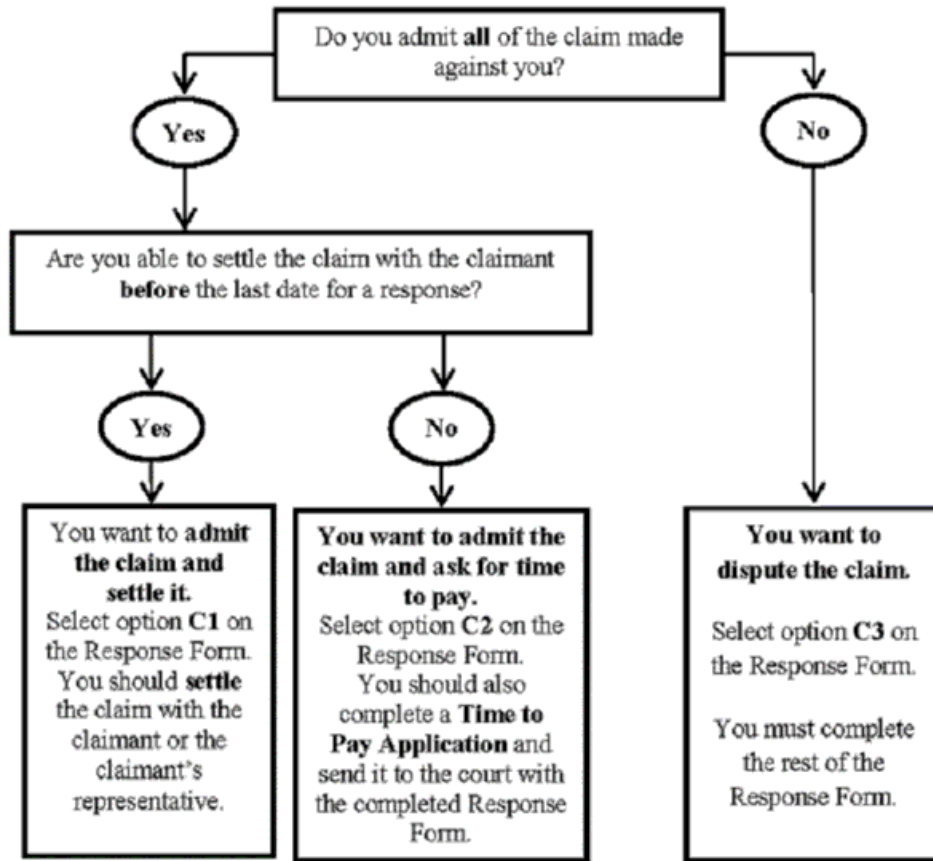 Do you admit all of the claim made
against you?
Yes
No
Are you able to settle the claim with the claimant
before the last date for a response?
Yes
No
You want to admit
the claim and
settle it.
Select option C1 on
the Response Form.
You should settle
the claim with the
claimant or the
claimant's
representative.
You want to admit the
claim and ask for time
to pay.
Select option C2 on the
Response Form.
You should also
complete a Time to
Pay Application and
send it to the court with
the completed Response
Form.
You want to
dispute the claim.
Select option C3 on
the Response Form.
You must complete
the rest of the
Response Form.